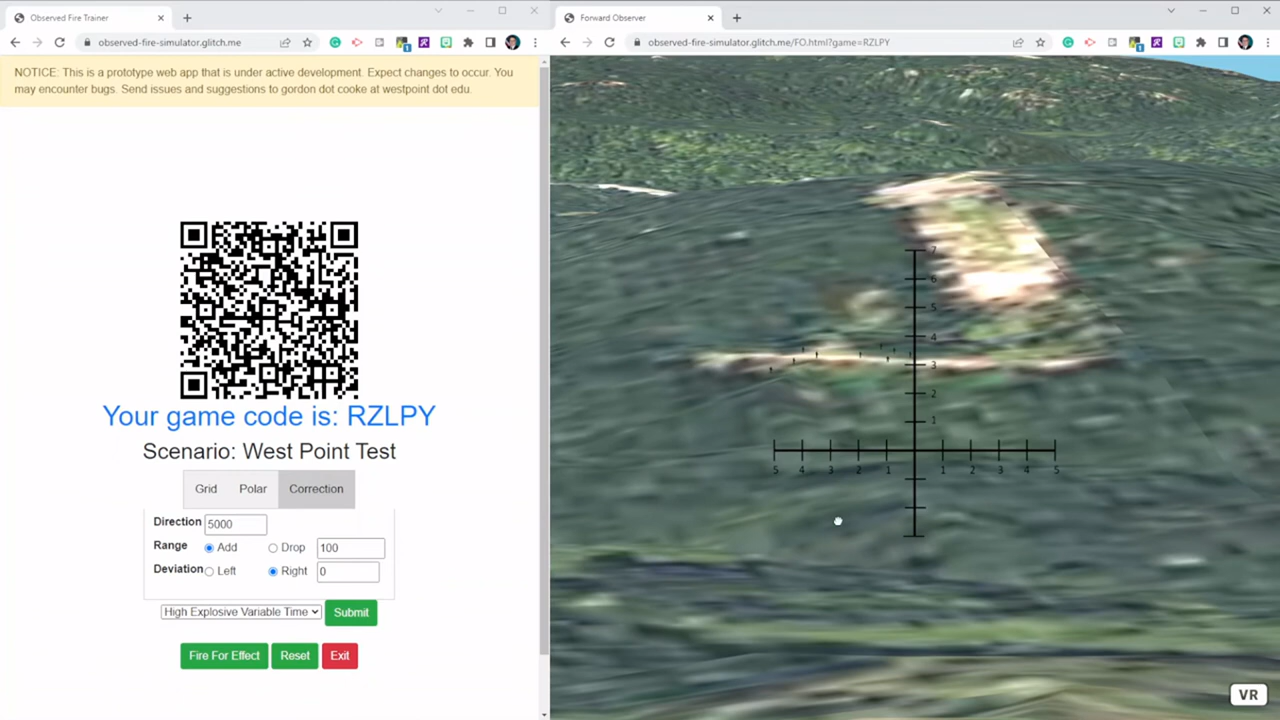 Observed Fire Trainer
observed-fire-simulator.glitch.me
NOTICE: This is a prototype web app that is under active development. Expect changes to occur. You
may encounter bugs. Send issues and suggestions to gordon dot cooke at westpoint dot edu.
Your game code is: RZLPY
Scenario: West Point Test
Grid Polar Correction
Direction 5000
Range Add Drop 100
Deviation Left Right 0
High Explosive Variable Time Submit
Fire For Effect Reset Exit
Forward Observer
observed-fire-simulator.glitch.me/FO.html?game=RZLPY
7
6
5
4
3
2
1
5 4 3 2 1 1 2 3 4 5
VR